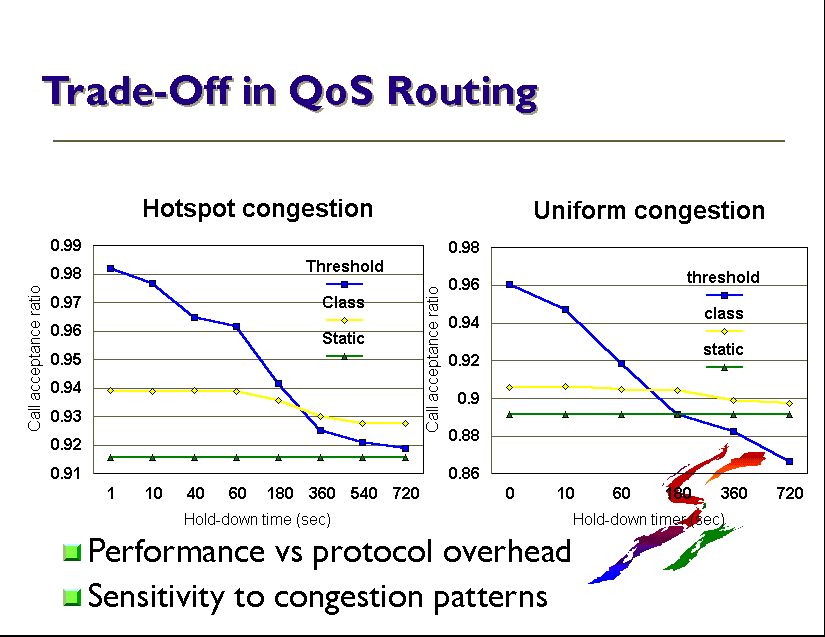 Trade-Off in QoS Routing
Hotspot congestion
0.99
0.98
0.97
0.96
0.95
0.94
0.93
0.92
0.91
Call acceptance ratio
Threshold
Class
Static
1 10 40 60 180 360 540 720
Hold-down time (sec)
Uniform congestion
0.98
0.96
0.94
0.92
0.9
0.88
0.86
Call acceptance ratio
threshold
class
static
0 10 60 180 360 720
Hold-down timer (sec)
Performance vs protocol overhead
Sensitivity to congestion patterns